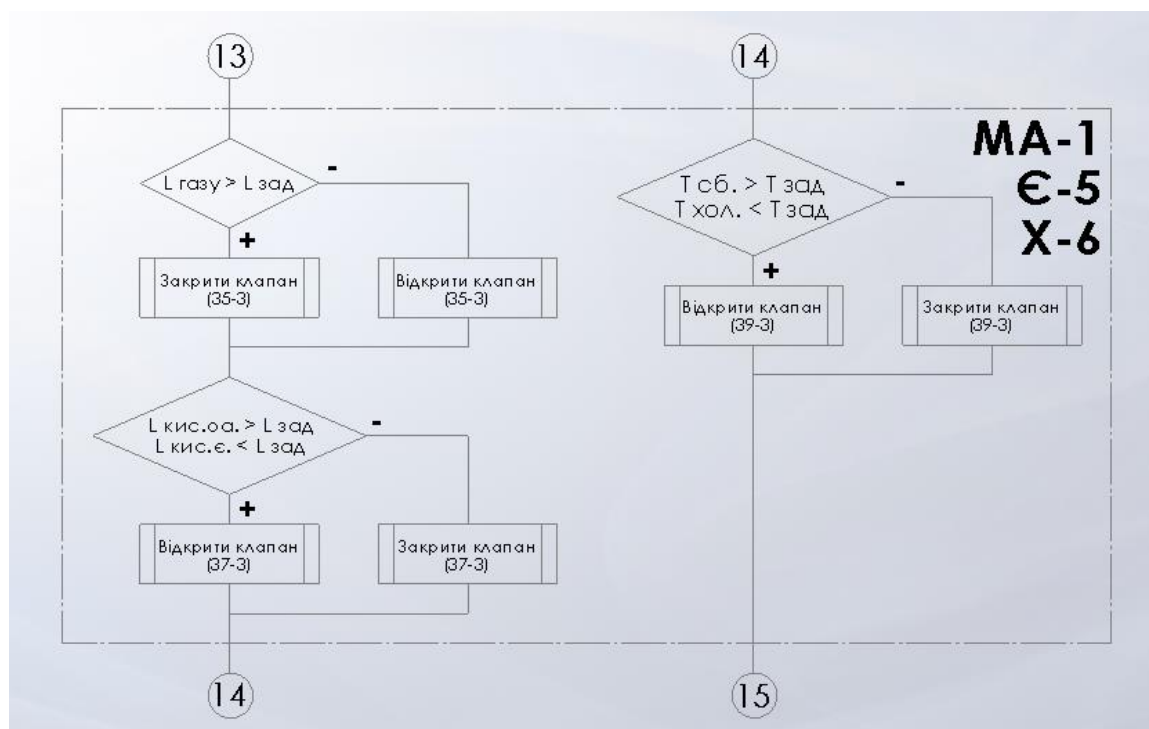 13
L газу > L зад
-
+
Закрити клапан
(35-3)
Відкрити клапан
(35-3)
L кис.оа. > L зад
L кис.є. < L зад
-
+
Відкрити клапан
(37-3)
Закрити клапан
(37-3)
14
14
МА-1
Є-5
Х-6
Т сб. > Т зад
Т хол. < Т зад
-
+
Відкрити клапан
(39-3)
Закрити клапан
(39-3)
15